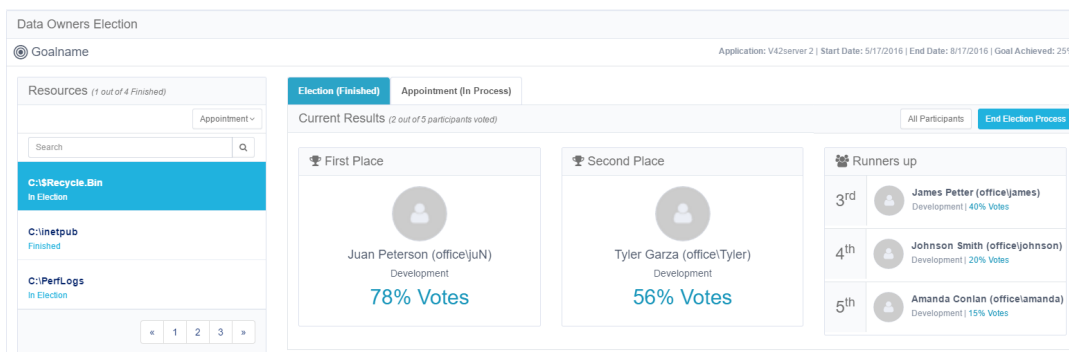 Data Owners Election
Goalname
Application: V42server 2 | Start Date: 5/17/2016 | End Date: 8/17/2016 | Goal Achieved: 25%
Resources (1 out of 4 Finished)
Appointment
Search
C:\$Recycle.Bin
In Election
C:\inetpub
Finished
C:\PerfLogs
In Election
« 1 2 3 »
Election (Finished) Appointment (In Process)
Current Results (2 out of 5 participants voted)
All Participants End Election Process
First Place
Juan Peterson (office\juN)
Development
78% Votes
Second Place
Tyler Garza (office\Tyler)
Development
56% Votes
Runners up
3rd
James Petter (office\james)
Development | 40% Votes
4th
Johnson Smith (office\johnson)
Development | 20% Votes
5th
Amanda Conlan (office\amanda)
Development | 15% Votes